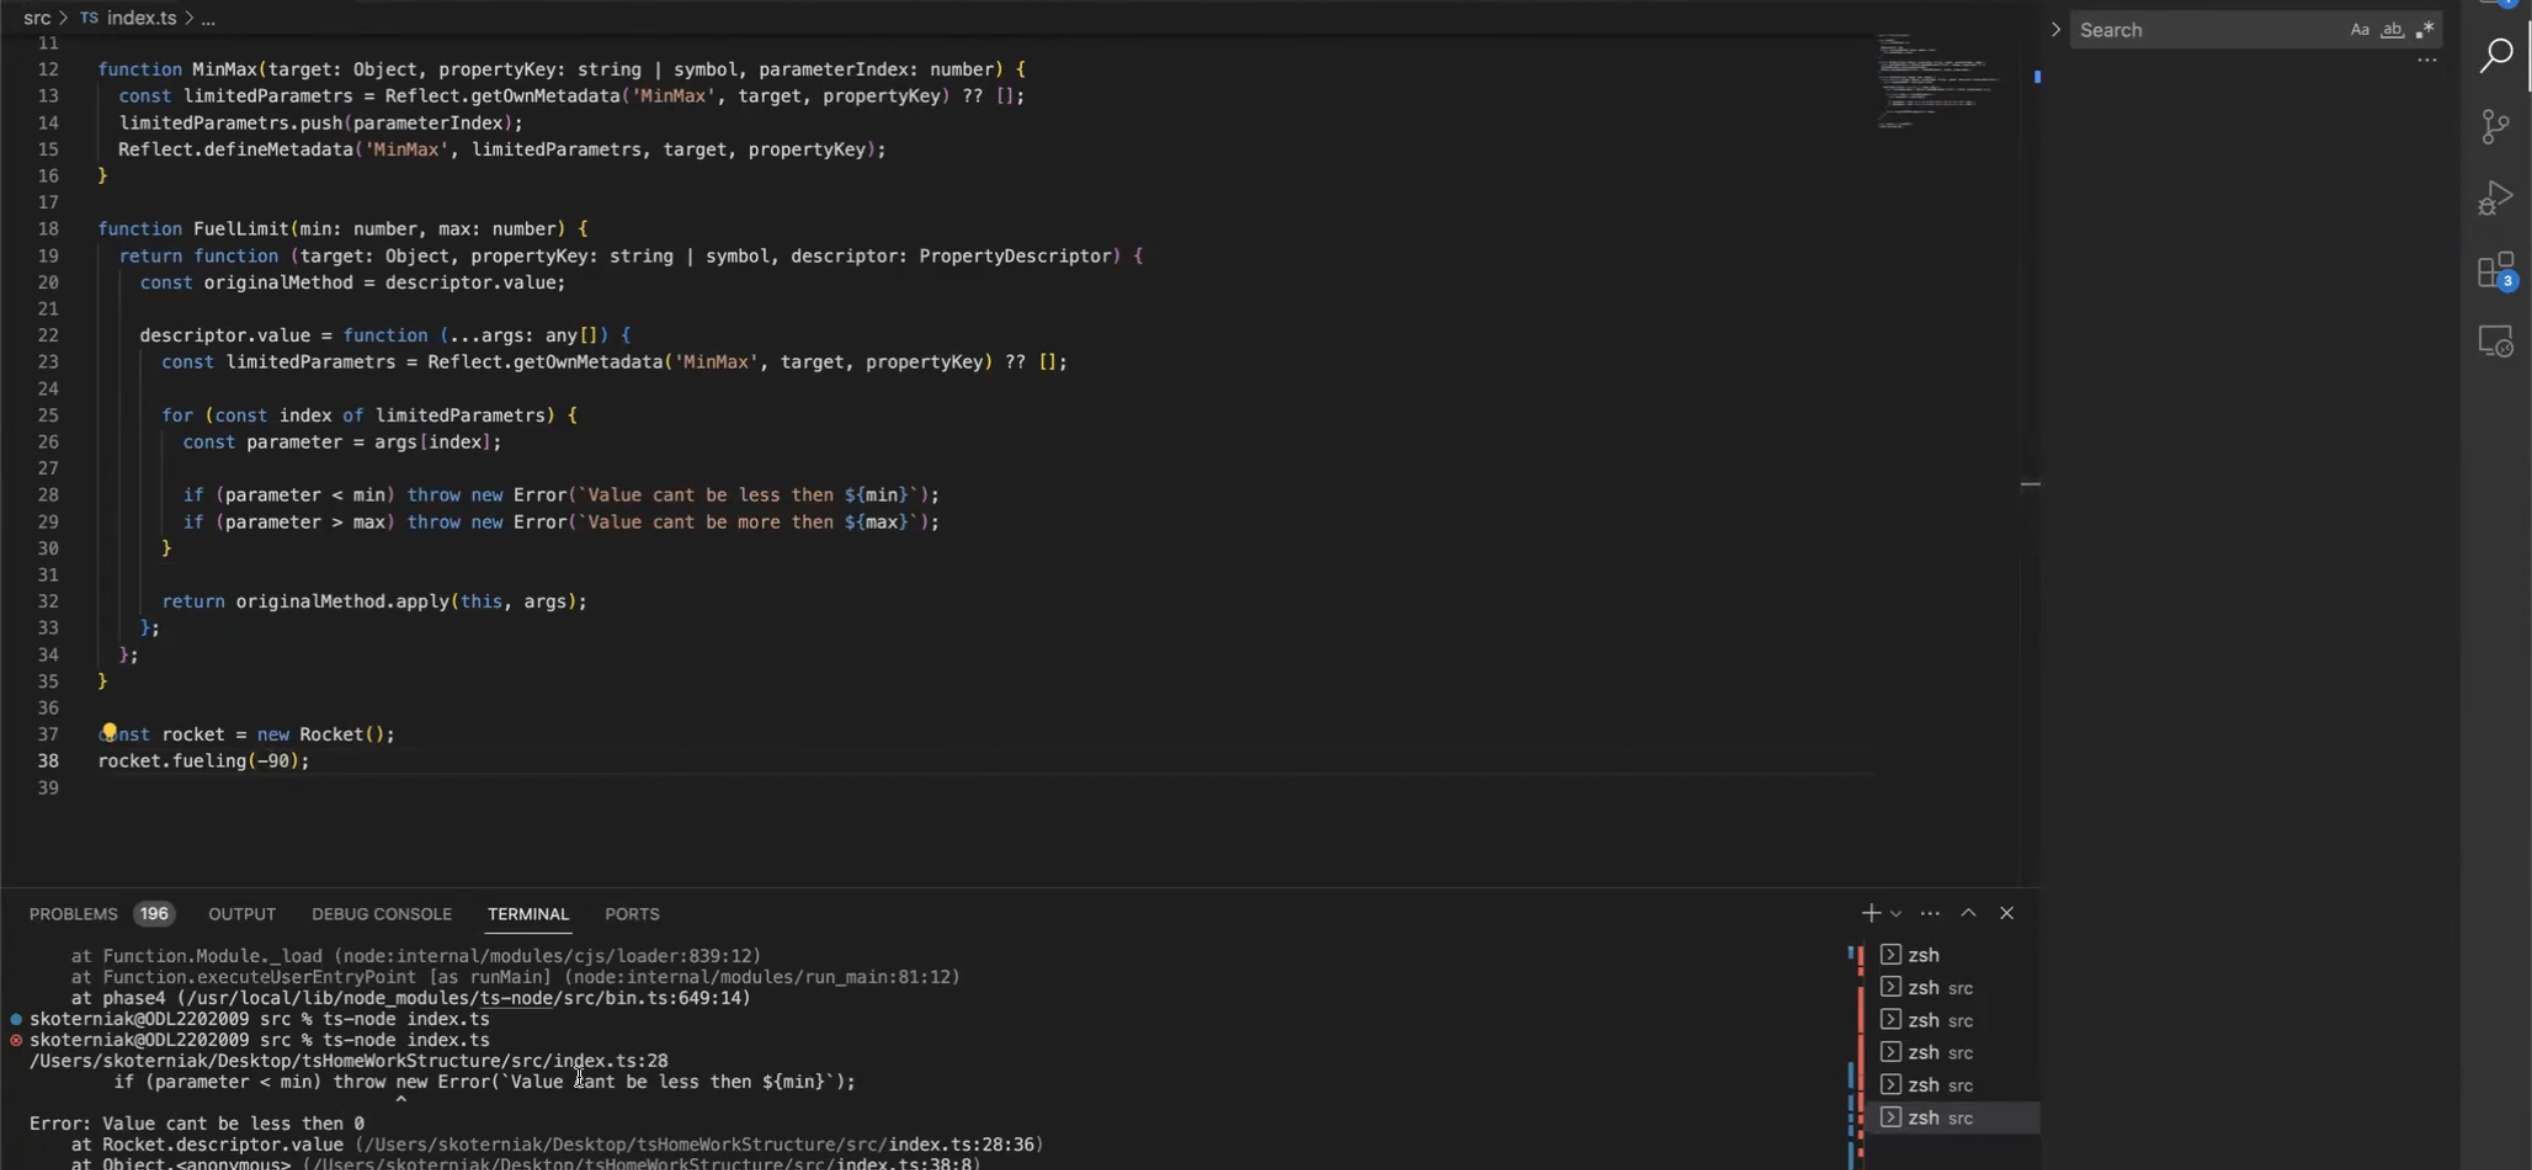 src > TS index.ts > ...
11
12 function MinMax(target: Object, propertyKey: string | symbol, parameterIndex: number) {
13 const limitedParametrs = Reflect.getOwnMetadata('MinMax', target, propertyKey) ?? [];
14 limitedParametrs.push(parameterIndex);
15 Reflect.defineMetadata('MinMax', limitedParametrs, target, propertyKey);
16 }
17
18 function FuelLimit(min: number, max: number) {
19 return function (target: Object, propertyKey: string | symbol, descriptor: PropertyDescriptor) {
20 const originalMethod = descriptor.value;
21
22 descriptor.value = function (...args: any[]) {
23 const limitedParametrs = Reflect.getOwnMetadata('MinMax', target, propertyKey) ?? [];
24
25 for (const index of limitedParametrs) {
26 const parameter = args[index];
27
28 if (parameter < min) throw new Error(`Value cant be less then ${min}`);
29 if (parameter > max) throw new Error(`Value cant be more then ${max}`);
30 }
31
32 return originalMethod.apply(this, args);
33 };
34 };
35 }
36
37 const rocket = new Rocket();
38 rocket.fueling(-90);
39
Search Aa ab .*
...
3
PROBLEMS 196 OUTPUT DEBUG CONSOLE TERMINAL PORTS
at Function.Module._load (node:internal/modules/cjs/loader:839:12)
at Function.executeUserEntryPoint [as runMain] (node:internal/modules/run_main:81:12)
at phase4 (/usr/local/lib/node_modules/ts-node/src/bin.ts:649:14)
skoterniak@ODL2202009 src % ts-node index.ts
skoterniak@ODL2202009 src % ts-node index.ts
/Users/skoterniak/Desktop/tsHomeWorkStructure/src/index.ts:28
if (parameter < min) throw new Error(`Value cant be less then ${min}`);
^
Error: Value cant be less then 0
at Rocket.descriptor.value (/Users/skoterniak/Desktop/tsHomeWorkStructure/src/index.ts:28:36)
at Object.<anonymous> (/Users/skoterniak/Desktop/tsHomeWorkStructure/src/index.ts:38:8)
zsh
zsh src
zsh src
zsh src
zsh src
zsh src